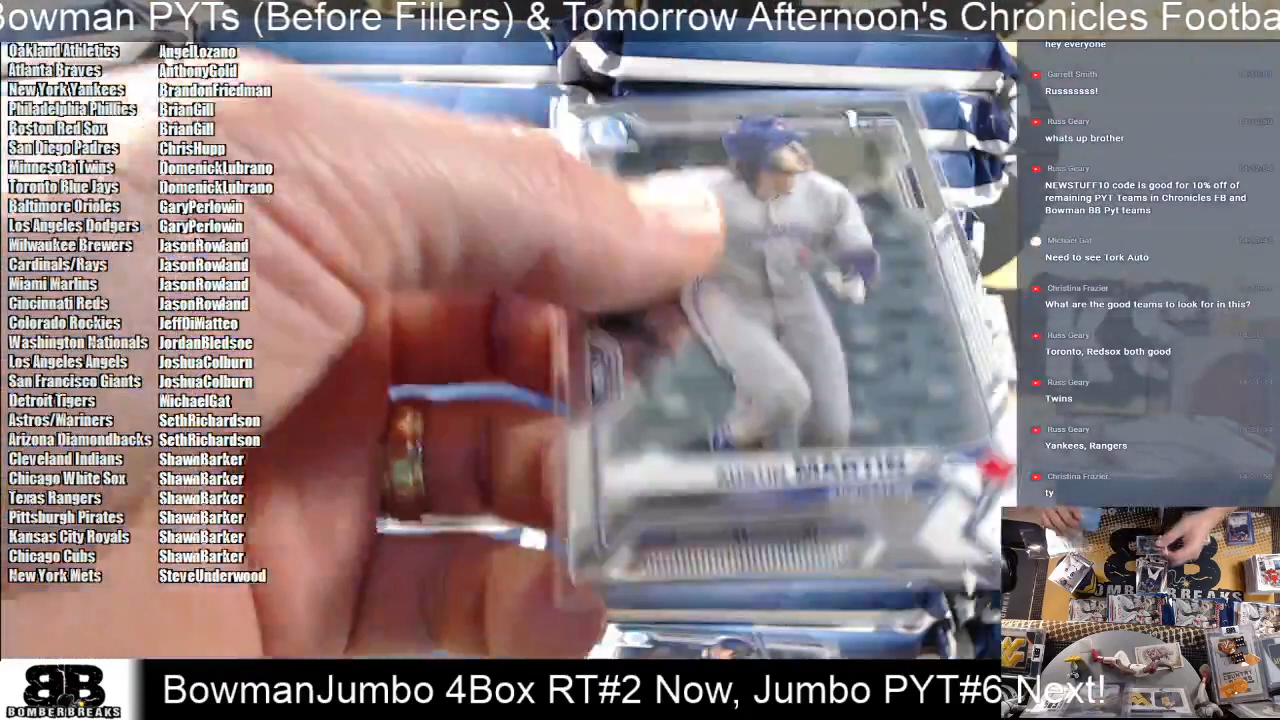 Bowman PYTs (Before Fillers) & Tomorrow Afternoon's Chronicles Footba
Oakland Athletics AngelLozano
Atlanta Braves AnthonyGold
New York Yankees BrandonFriedman
Philadelphia Phillies BrianGill
Boston Red Sox BrianGill
San Diego Padres ChrisHupp
Minnesota Twins DomenickLubrano
Toronto Blue Jays DomenickLubrano
Baltimore Orioles GaryPerlowin
Los Angeles Dodgers GaryPerlowin
Milwaukee Brewers JasonRowland
Cardinals/Rays JasonRowland
Miami Marlins JasonRowland
Cincinnati Reds JasonRowland
Colorado Rockies JeffDiMatteo
Washington Nationals JordanBledsoe
Los Angeles Angels JoshuaColburn
San Francisco Giants JoshuaColburn
Detroit Tigers MichaelGat
Astros/Mariners SethRichardson
Arizona Diamondbacks SethRichardson
Cleveland Indians ShawnBarker
Chicago White Sox ShawnBarker
Texas Rangers ShawnBarker
Pittsburgh Pirates ShawnBarker
Kansas City Royals ShawnBarker
Chicago Cubs ShawnBarker
New York Mets SteveUnderwood
hey everyone
Garrett Smith
Russssssss!
Russ Geary
whats up brother
Russ Geary
NEWSTUFF10 code is good for 10% off of
remaining PYT Teams in Chronicles FB and
Bowman BB Pyt teams
Michael Gat
Need to see Tork Auto
Christina Frazier
What are the good teams to look for in this?
Russ Geary
Toronto, Redsox both good
Russ Geary
Twins
Russ Geary
Yankees, Rangers
Christina Frazier
ty
AUSTIN MARTIN
BOMBERBREAKS
BB
BOMBERBREAKS
BowmanJumbo 4Box RT#2 Now, Jumbo PYT#6 Next!